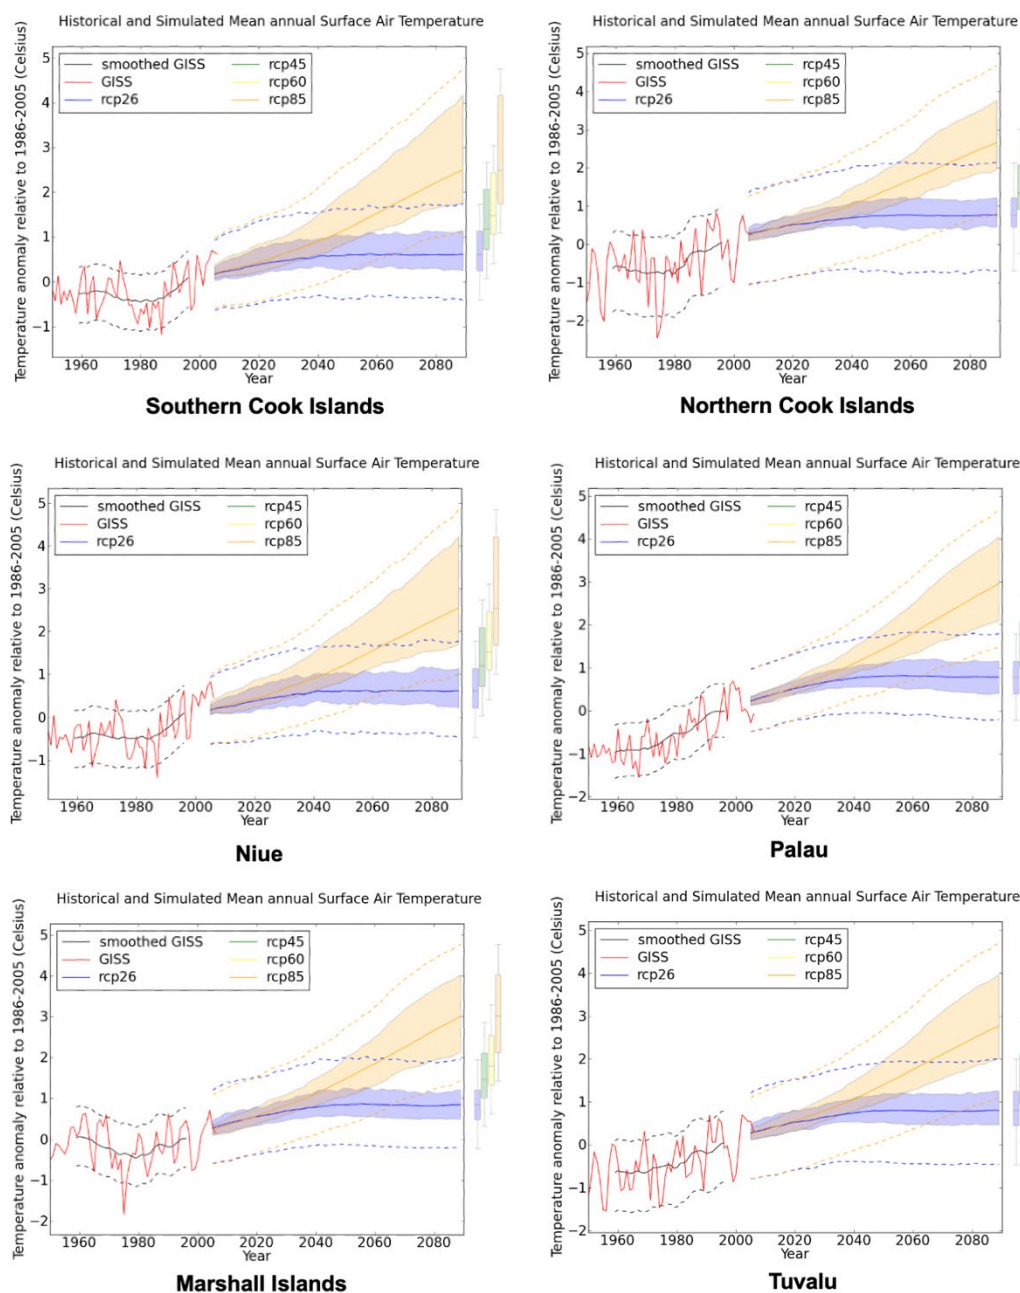 Historical and Simulated Mean annual Surface Air Temperature
Temperature anomaly relative to 1986-2005 (Celsius)
smoothed GISS
GISS
rcp26
rcp45
rcp60
rcp85
5
4
3
2
1
0
−1
1960 1980 2000 2020 2040 2060 2080
Year
Southern Cook Islands
Historical and Simulated Mean annual Surface Air Temperature
Temperature anomaly relative to 1986-2005 (Celsius)
smoothed GISS
GISS
rcp26
rcp45
rcp60
rcp85
5
4
3
2
1
0
−1
−2
1960 1980 2000 2020 2040 2060 2080
Year
Northern Cook Islands
Historical and Simulated Mean annual Surface Air Temperature
Temperature anomaly relative to 1986-2005 (Celsius)
smoothed GISS
GISS
rcp26
rcp45
rcp60
rcp85
5
4
3
2
1
0
−1
1960 1980 2000 2020 2040 2060 2080
Year
Niue
Historical and Simulated Mean annual Surface Air Temperature
Temperature anomaly relative to 1986-2005 (Celsius)
smoothed GISS
GISS
rcp26
rcp45
rcp60
rcp85
5
4
3
2
1
0
−1
−2
1960 1980 2000 2020 2040 2060 2080
Year
Palau
Historical and Simulated Mean annual Surface Air Temperature
Temperature anomaly relative to 1986-2005 (Celsius)
smoothed GISS
GISS
rcp26
rcp45
rcp60
rcp85
5
4
3
2
1
0
−1
−2
1960 1980 2000 2020 2040 2060 2080
Year
Marshall Islands
Historical and Simulated Mean annual Surface Air Temperature
Temperature anomaly relative to 1986-2005 (Celsius)
smoothed GISS
GISS
rcp26
rcp45
rcp60
rcp85
5
4
3
2
1
0
−1
−2
1960 1980 2000 2020 2040 2060 2080
Year
Tuvalu